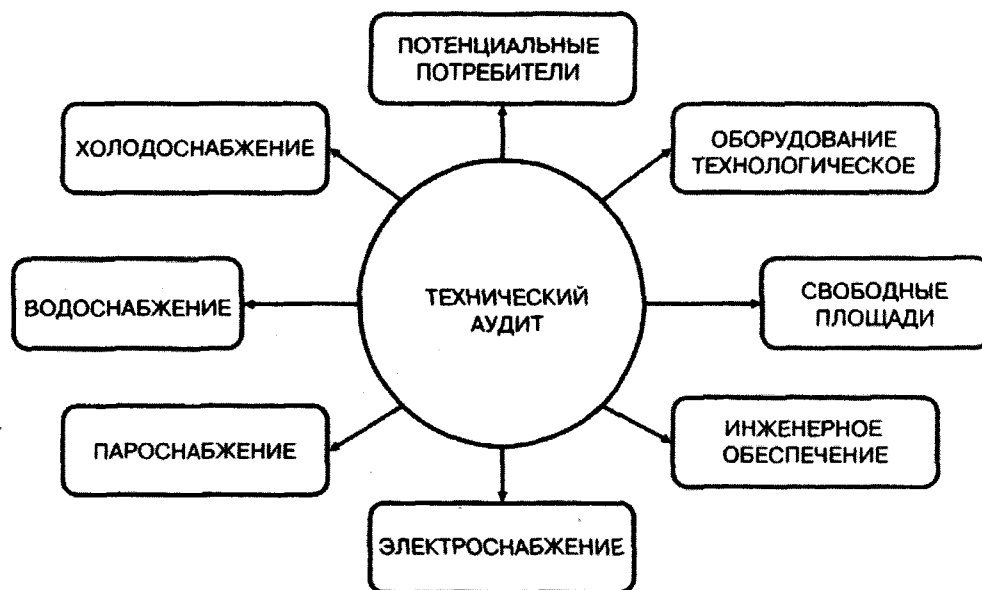 ПОТЕНЦИАЛЬНЫЕ
ПОТРЕБИТЕЛИ
ХОЛОДОСНАБЖЕНИЕ
ОБОРУДОВАНИЕ
ТЕХНОЛОГИЧЕСКОЕ
ВОДОСНАБЖЕНИЕ
ТЕХНИЧЕСКИЙ
АУДИТ
СВОБОДНЫЕ
ПЛОЩАДИ
ПАРОСНАБЖЕНИЕ
ИНЖЕНЕРНОЕ
ОБЕСПЕЧЕНИЕ
ЭЛЕКТРОСНАБЖЕНИЕ